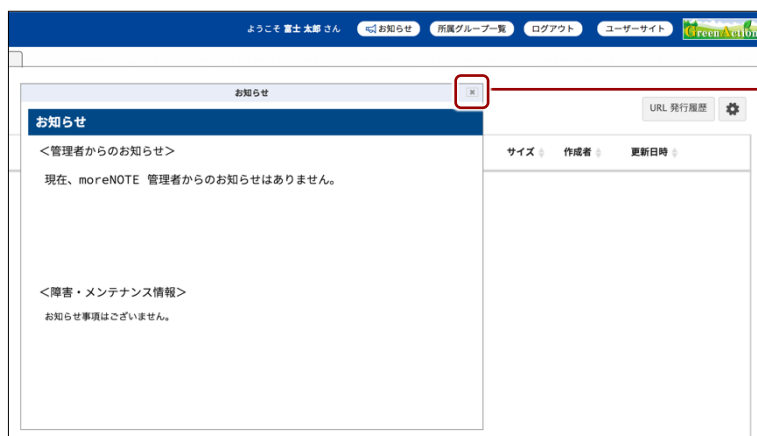 ようこそ 富士 太郎 さん お知らせ 所属グループ一覧 ログアウト ユーザーサイト Green Action
お知らせ
URL 発行履歴
お知らせ
サイズ 作成者 更新日時
＜管理者からのお知らせ＞
現在、moreNOTE 管理者からのお知らせはありません。
＜障害・メンテナンス情報＞
お知らせ事項はございません。